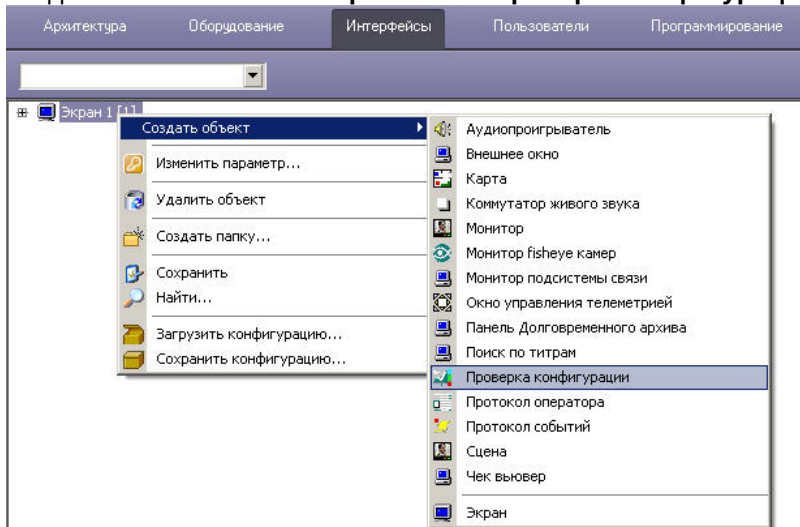 Архитектура Оборудование Интерфейсы Пользователи Программирование
Экран 1 [1]
Создать объект
Изменить параметр...
Удалить объект
Создать папку...
Сохранить
Найти...
Загрузить конфигурацию...
Сохранить конфигурацию...
Аудиопроигрыватель
Внешнее окно
Карта
Коммутатор живого звука
Монитор
Монитор fisheye камер
Монитор подсистемы связи
Окно управления телеметрией
Панель Долговременного архива
Поиск по титрам
Проверка конфигурации
Протокол оператора
Протокол событий
Сцена
Чек вьювер
Экран